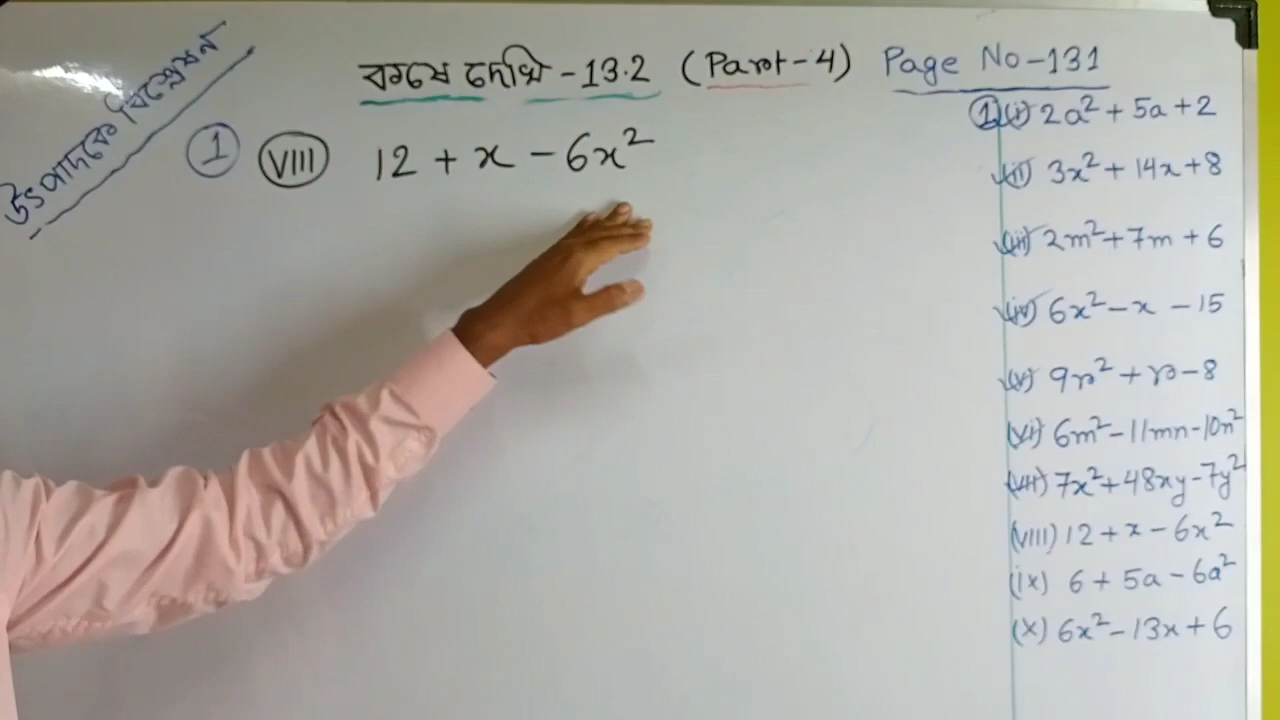 উৎপাদকে বিশ্লেষণ
কষে দেখি - 13.2 (Part - 4) Page No - 131
1 VIII 12 + x - 6x²
1 (i) 2a² + 5a + 2
(ii) 3x² + 14x + 8
(iii) 2m² + 7m + 6
(iv) 6x² - x - 15
(v) 9r² + r - 8
(vi) 6m² - 11mn - 10n²
(vii) 7x² + 48xy - 7y²
(VIII) 12 + x - 6x²
(ix) 6 + 5a - 6a²
(x) 6x² - 13x + 6